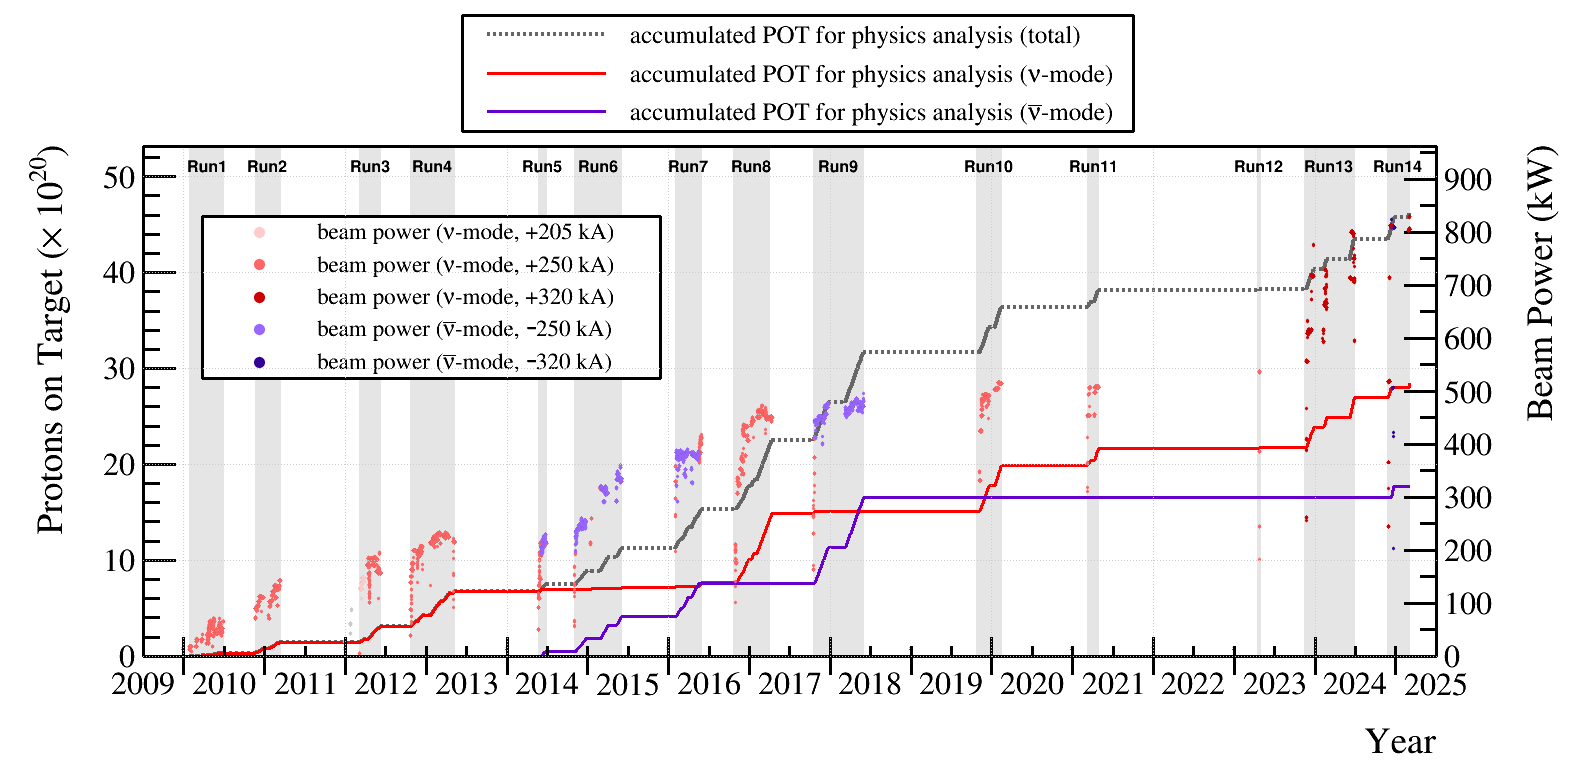 accumulated POT for physics analysis (total)
accumulated POT for physics analysis (ν-mode)
accumulated POT for physics analysis (ν̅-mode)
Protons on Target (× 10²⁰)
Beam Power (kW)
Run1 Run2 Run3 Run4 Run5 Run6 Run7 Run8 Run9 Run10 Run11 Run12 Run13 Run14
beam power (ν-mode, +205 kA)
beam power (ν-mode, +250 kA)
beam power (ν-mode, +320 kA)
beam power (ν̅-mode, −250 kA)
beam power (ν̅-mode, −320 kA)
50
40
30
20
10
0
900
800
700
600
500
400
300
200
100
0
2009 2010 2011 2012 2013 2014 2015 2016 2017 2018 2019 2020 2021 2022 2023 2024 2025
Year